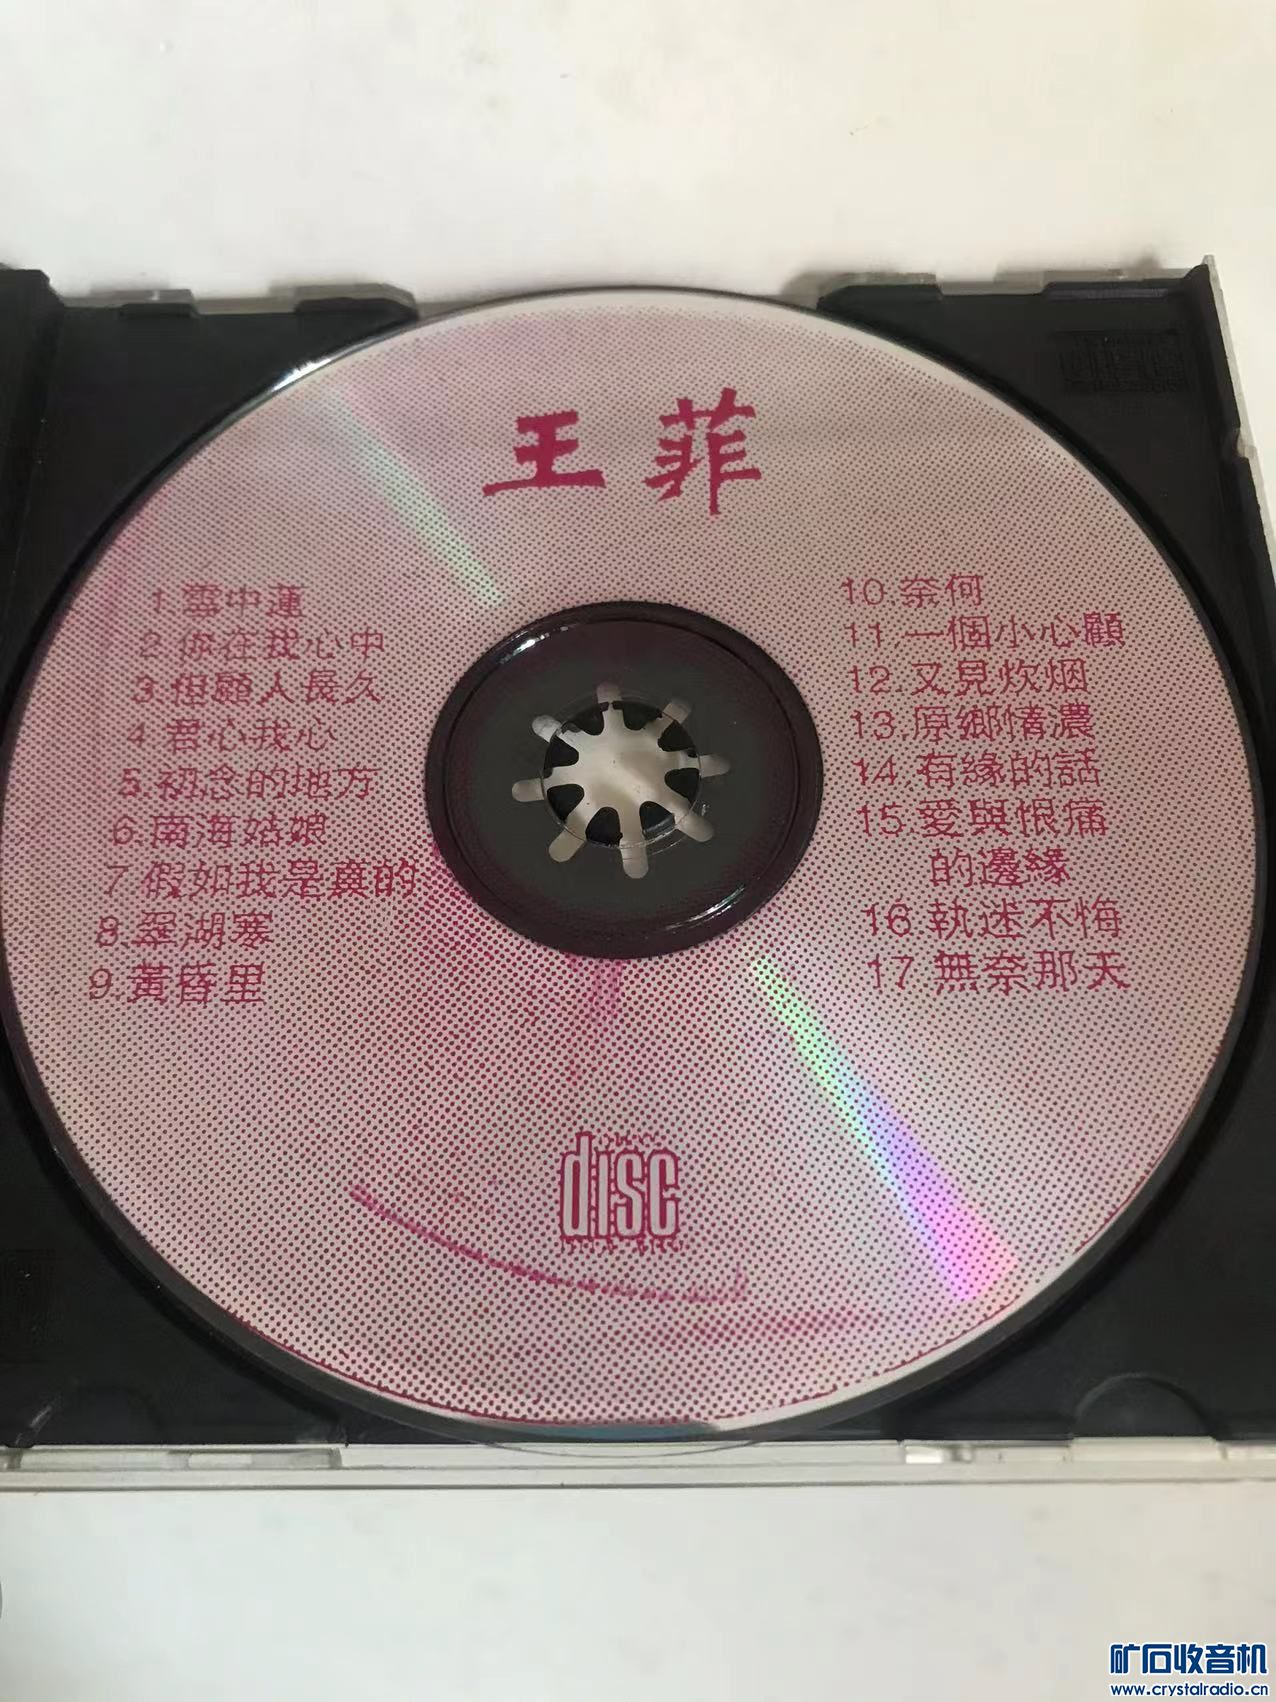 王菲
1.雲中蓮
2.你在我心中
3.但願人長久
4.君心我心
5.初念的地方
6.南海姑娘
7.假如我是真的
8.翠湖寒
9.黃昏里
10.奈何
11.一個小心願
12.又見炊烟
13.原鄉情濃
14.有緣的話
15.愛與恨痛
的邊緣
16.執迷不悔
17.無奈那天
disc
矿石收音机
www.crystalradio.cn